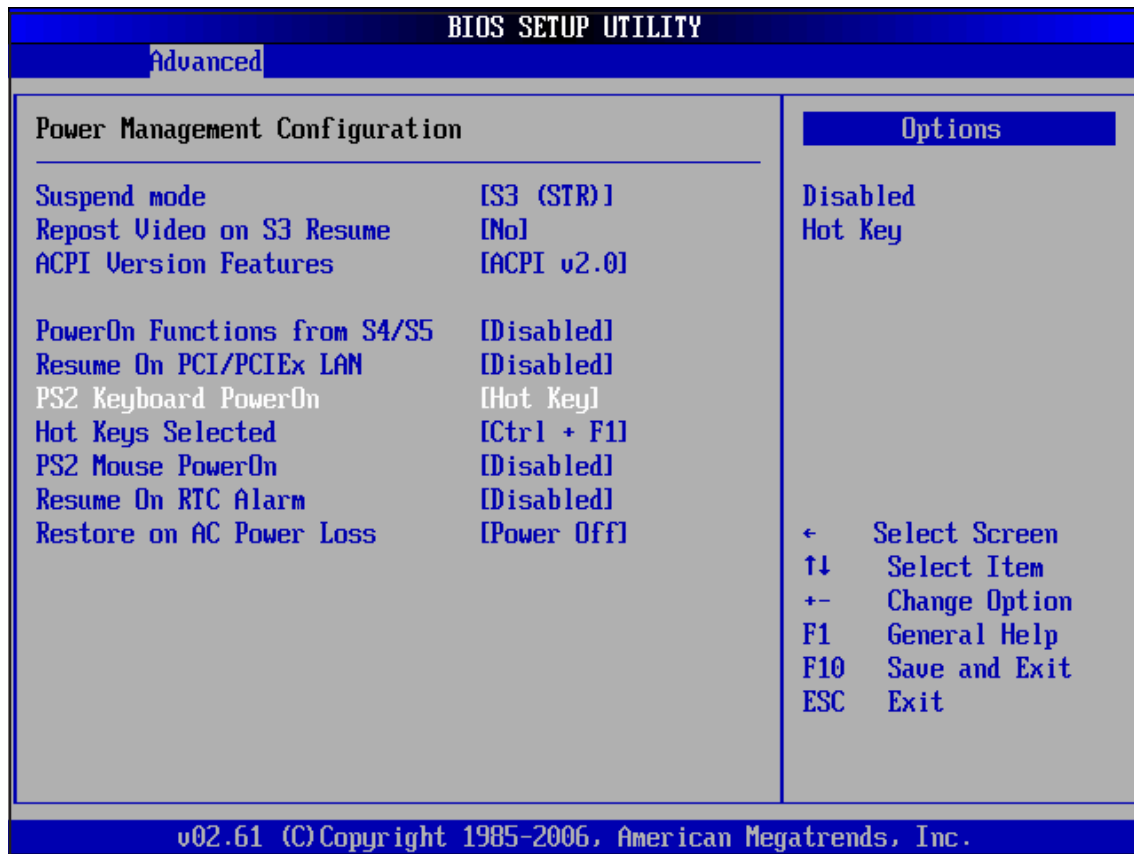 BIOS SETUP UTILITY
Advanced
Power Management Configuration
Suspend mode [S3 (STR)]
Repost Video on S3 Resume [No]
ACPI Version Features [ACPI v2.0]
PowerOn Functions from S4/S5 [Disabled]
Resume On PCI/PCIEx LAN [Disabled]
PS2 Keyboard PowerOn [Hot Key]
Hot Keys Selected [Ctrl + F1]
PS2 Mouse PowerOn [Disabled]
Resume On RTC Alarm [Disabled]
Restore on AC Power Loss [Power Off]
Options
Disabled
Hot Key
← Select Screen
↑↓ Select Item
+- Change Option
F1 General Help
F10 Save and Exit
ESC Exit
v02.61 (C)Copyright 1985-2006, American Megatrends, Inc.